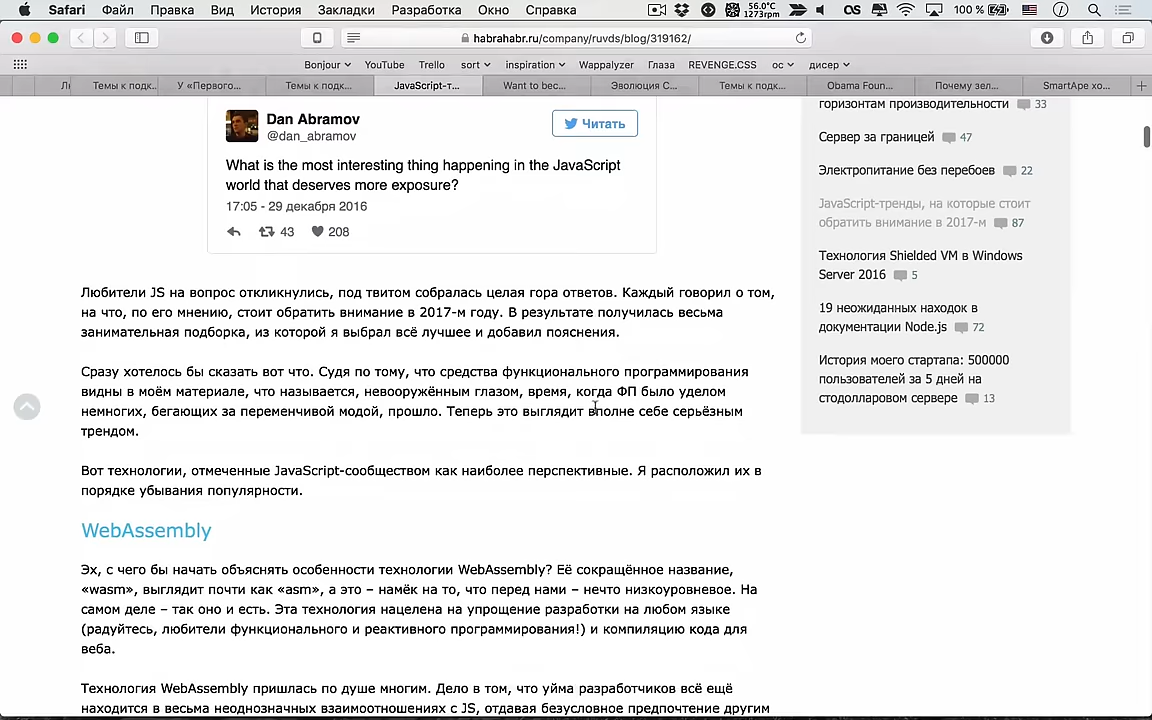 Safari Файл Правка Вид История Закладки Разработка Окно Справка 56.0°C 1273rpm 100 %
habrahabr.ru/company/ruvds/blog/319162/
Bonjour YouTube Trello sort inspiration Wappalyzer Глаза REVENGE.CSS ос дисер
Темы к подк... У «Первого... Темы к подк... JavaScript-т... Want to bec... Эволюция С... Темы к подк... Obama Foun... Почему зел... SmartApe хо...
Dan Abramov
@dan_abramov
Читать
What is the most interesting thing happening in the JavaScript
world that deserves more exposure?
17:05 - 29 декабря 2016
43 208
Любители JS на вопрос откликнулись, под твитом собралась целая гора ответов. Каждый говорил о том,
на что, по его мнению, стоит обратить внимание в 2017-м году. В результате получилась весьма
занимательная подборка, из которой я выбрал всё лучшее и добавил пояснения.
Сразу хотелось бы сказать вот что. Судя по тому, что средства функционального программирования
видны в моём материале, что называется, невооружённым глазом, время, когда ФП было уделом
немногих, бегающих за переменчивой модой, прошло. Теперь это выглядит вполне себе серьёзным
трендом.
Вот технологии, отмеченные JavaScript-сообществом как наиболее перспективные. Я расположил их в
порядке убывания популярности.
WebAssembly
Эх, с чего бы начать объяснять особенности технологии WebAssembly? Её сокращённое название,
«wasm», выглядит почти как «asm», а это – намёк на то, что перед нами – нечто низкоуровневое. На
самом деле – так оно и есть. Эта технология нацелена на упрощение разработки на любом языке
(радуйтесь, любители функционального и реактивного программирования!) и компиляцию кода для
веба.
Технология WebAssembly пришлась по душе многим. Дело в том, что уйма разработчиков всё ещё
находится в весьма неоднозначных взаимоотношениях с JS, отдавая безусловное предпочтение другим
горизонтам производительности 33
Сервер за границей 47
Электропитание без перебоев 22
JavaScript-тренды, на которые стоит
обратить внимание в 2017-м 87
Технология Shielded VM в Windows
Server 2016 5
19 неожиданных находок в
документации Node.js 72
История моего стартапа: 500000
пользователей за 5 дней на
стодолларовом сервере 13